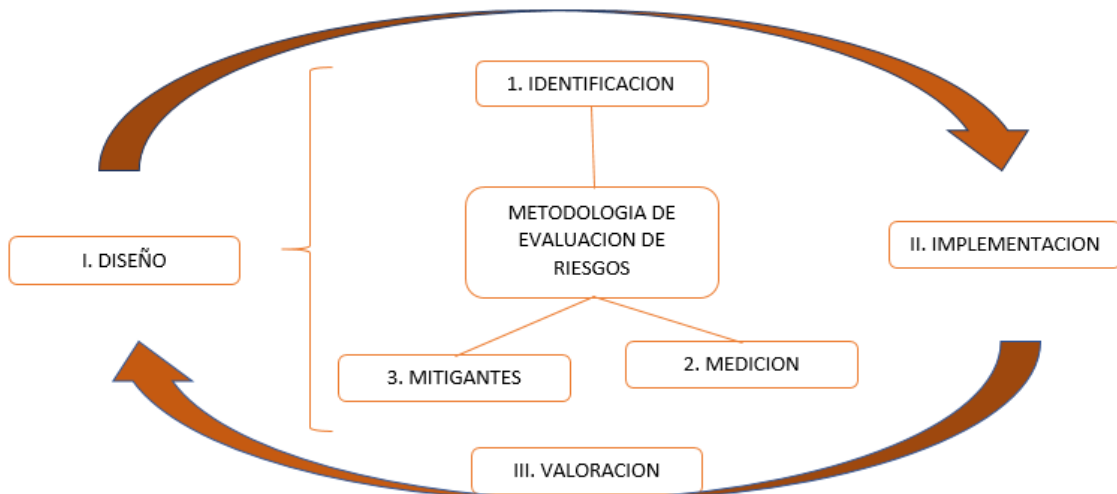 1. IDENTIFICACION
METODOLOGIA DE
EVALUACION DE
RIESGOS
I. DISEÑO
II. IMPLEMENTACION
3. MITIGANTES
2. MEDICION
III. VALORACION